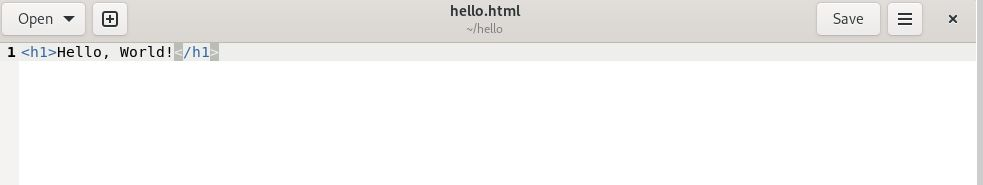 Open
hello.html
~/hello
Save
1 <h1>Hello, World!</h1>